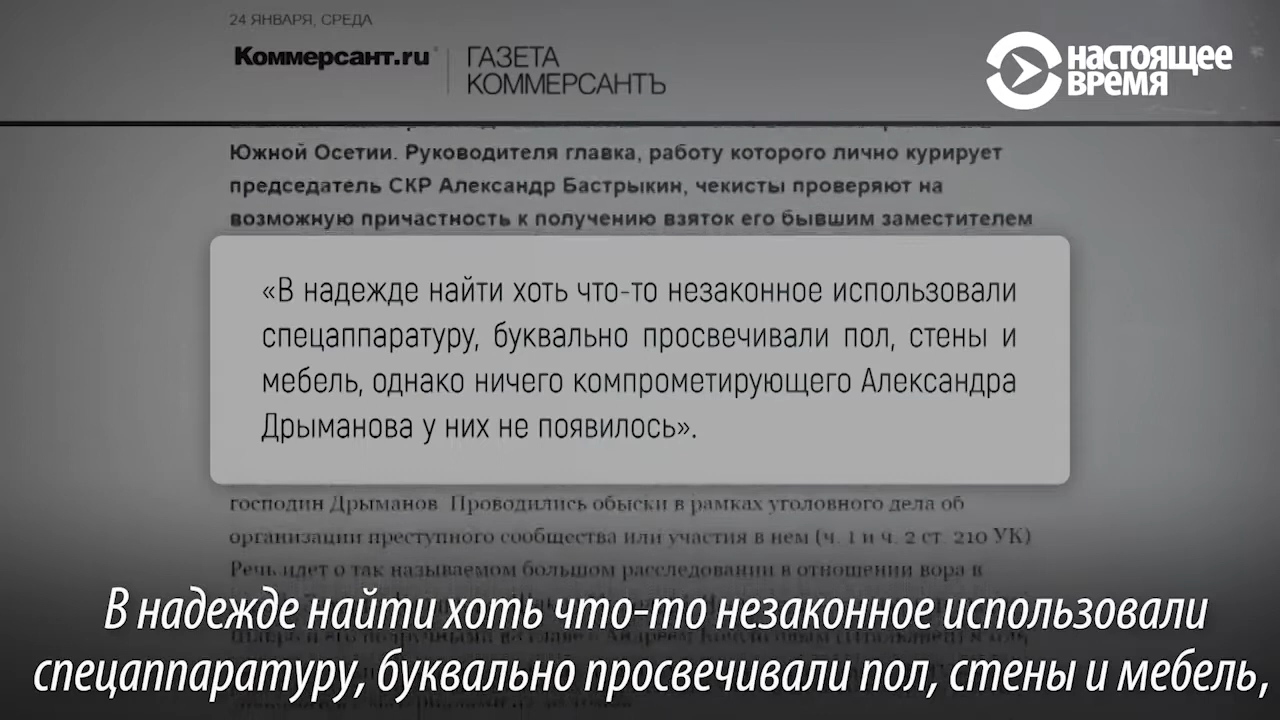 24 ЯНВАРЯ, СРЕДА
Коммерсант.ru
ГАЗЕТА
КОММЕРСАНТЪ
НАСТОЯЩЕЕ
ВРЕМЯ
Южной Осетии. Руководителя главка, работу которого лично курирует
председатель СКР Александр Бастрыкин, чекисты проверяют на
возможную причастность к получению взяток его бывшим заместителем
«В надежде найти хоть что-то незаконное использовали
спецаппаратуру, буквально просвечивали пол, стены и
мебель, однако ничего компрометирующего Александра
Дрыманова у них не появилось».
господин Дрыманов. Проводились обыски в рамках уголовного дела об
организации преступного сообщества или участия в нем (ч. 1 и ч. 2 ст. 210 УК)
Речь идет о так называемом большом расследовании в отношении вора в
В надежде найти хоть что-то незаконное использовали
спецаппаратуру, буквально просвечивали пол, стены и мебель,